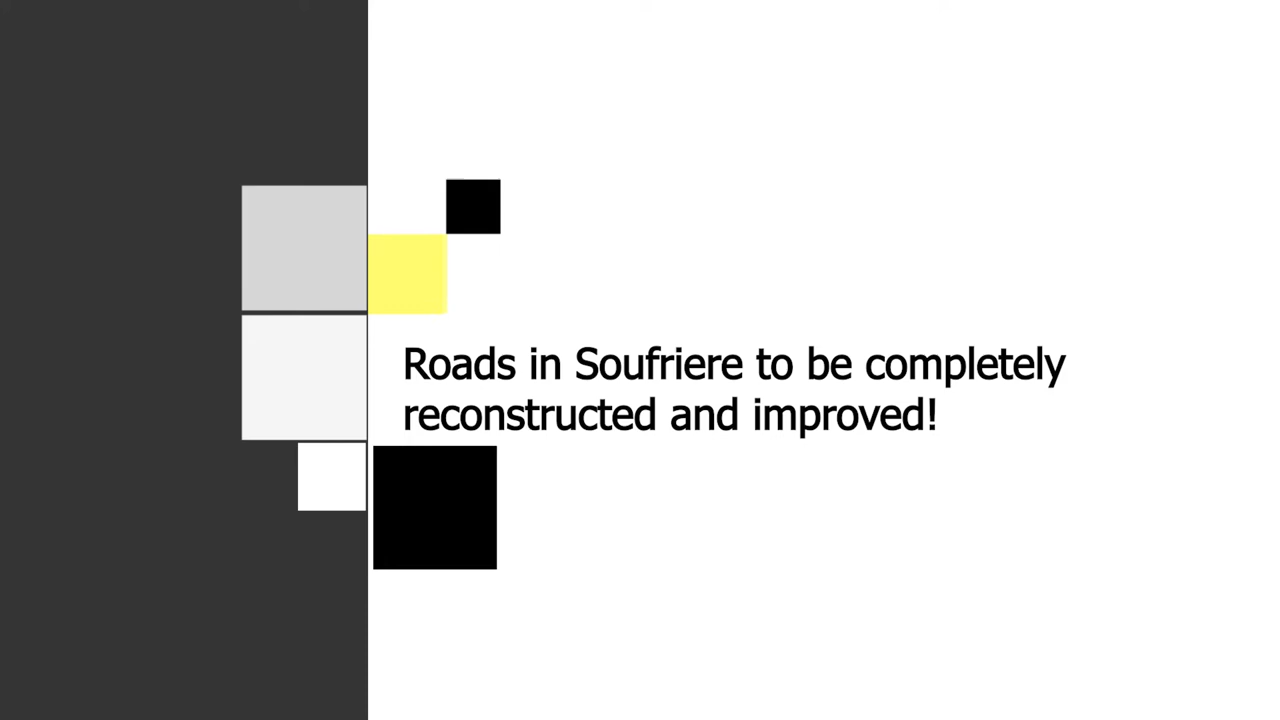 Roads in Soufriere to be completely
reconstructed and improved!